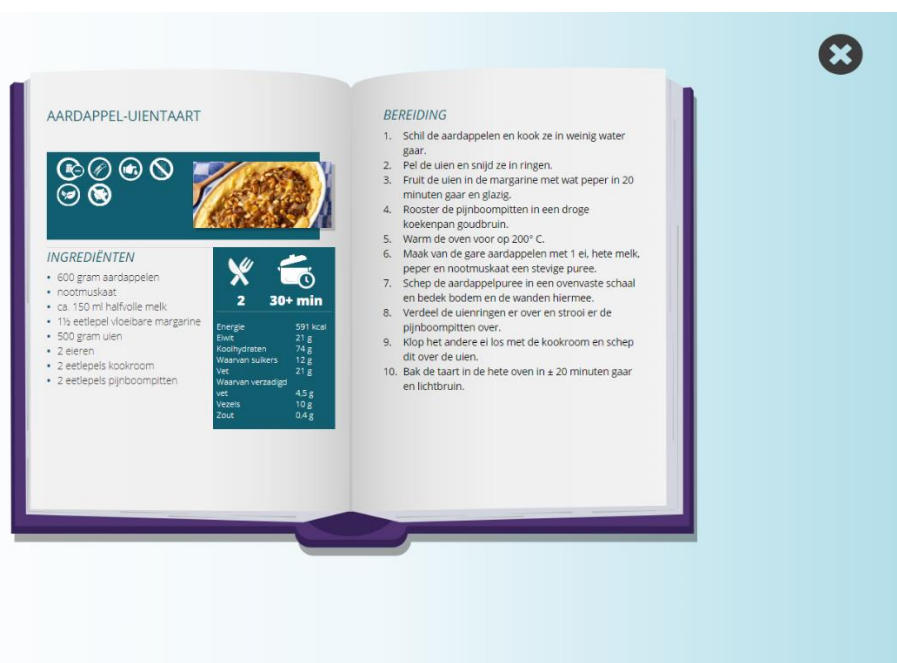 AARDAPPEL-UIENTAART
INGREDIËNTEN
• 600 gram aardappelen
• nootmuskaat
• ca. 150 ml halfvolle melk
• 1½ eetlepel vloeibare margarine
• 500 gram uien
• 2 eieren
• 2 eetlepels kookroom
• 2 eetlepels pijnboompitten
2 30+ min
Energie 591 kcal
Eiwit 21 g
Koolhydraten 74 g
Waarvan suikers 12 g
Vet 21 g
Waarvan verzadigd
vet 4,5 g
Vezels 10 g
Zout 0,4 g
BEREIDING
1. Schil de aardappelen en kook ze in weinig water
gaar.
2. Pel de uien en snijd ze in ringen.
3. Fruit de uien in de margarine met wat peper in 20
minuten gaar en glazig.
4. Rooster de pijnboompitten in een droge
koekenpan goudbruin.
5. Warm de oven voor op 200° C.
6. Maak van de gare aardappelen met 1 ei, hete melk,
peper en nootmuskaat een stevige puree.
7. Schep de aardappelpuree in een ovenvaste schaal
en bedek bodem en de wanden hiermee.
8. Verdeel de uienringen er over en strooi er de
pijnboompitten over.
9. Klop het andere ei los met de kookroom en schep
dit over de uien.
10. Bak de taart in de hete oven in ± 20 minuten gaar
en lichtbruin.